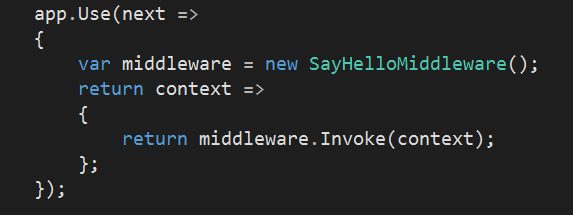 app.Use(next =>
{
    var middleware = new SayHelloMiddleware();
    return context =>
    {
        return middleware.Invoke(context);
    };
});